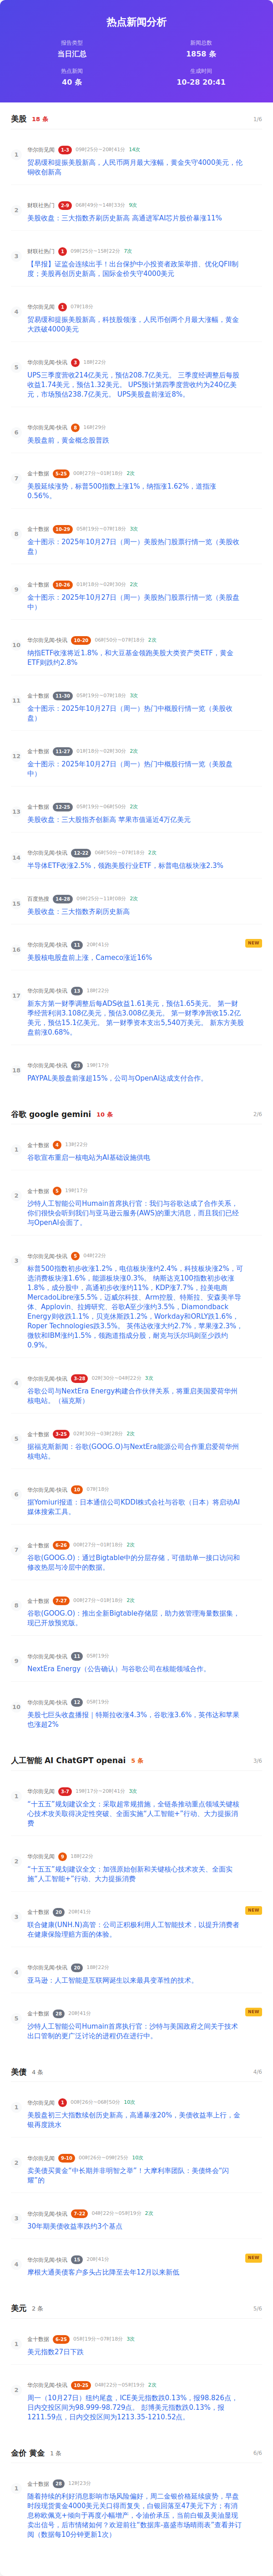 热点新闻分析
报告类型
新闻总数
当日汇总
1858 条
热点新闻
生成时间
40 条
10-28 20:41
美股 18 条 1/6
1
华尔街见闻 1-3 09时25分~20时41分 14次
贸易缓和提振美股新高，人民币两月最大涨幅，黄金失守4000美元，伦
铜收创新高
2
财联社热门 2-9 06时49分~14时33分 9次
美股收盘：三大指数齐刷历史新高 高通进军AI芯片股价暴涨11%
3
财联社热门 1 09时25分~15时22分 7次
【早报】证监会连续出手！出台保护中小投资者政策举措、优化QFII制
度；美股再创历史新高，国际金价失守4000美元
4
华尔街见闻 1 07时18分
贸易缓和提振美股新高，科技股领涨，人民币创两个月最大涨幅，黄金
大跌破4000美元
5
华尔街见闻-快讯 3 18时22分
UPS三季度营收214亿美元，预估208.7亿美元。 三季度经调整后每股
收益1.74美元，预估1.32美元。 UPS预计第四季度营收约为240亿美
元，市场预估238.7亿美元。 UPS美股盘前涨近8%。
6
华尔街见闻-快讯 8 16时29分
美股盘前，黄金概念股普跌
7
金十数据 5-25 00时27分~01时18分 2次
美股延续涨势，标普500指数上涨1%，纳指涨1.62%，道指涨
0.56%。
8
金十数据 10-29 05时19分~07时18分 3次
金十图示：2025年10月27日（周一）美股热门股票行情一览（美股收
盘）
9
金十数据 10-26 01时18分~02时30分 2次
金十图示：2025年10月27日（周一）美股热门股票行情一览（美股盘
中）
10
华尔街见闻-快讯 10-20 06时50分~07时18分 2次
纳指ETF收涨将近1.8%，和大豆基金领跑美股大类资产类ETF，黄金
ETF则跌约2.8%
11
金十数据 11-30 05时19分~07时18分 3次
金十图示：2025年10月27日（周一）热门中概股行情一览（美股收
盘）
12
金十数据 11-27 01时18分~02时30分 2次
金十图示：2025年10月27日（周一）热门中概股行情一览（美股盘
中）
13
金十数据 12-25 05时19分~06时50分 2次
美股收盘：三大股指齐创新高 苹果市值逼近4万亿美元
14
华尔街见闻-快讯 12-22 06时50分~07时18分 2次
半导体ETF收涨2.5%，领跑美股行业ETF，标普电信板块涨2.3%
15
百度热搜 14-28 09时25分~11时08分 2次
美股收盘：三大指数齐刷历史新高
16
华尔街见闻-快讯 11 20时41分 NEW
美股核电股盘前上涨，Cameco涨近16%
17
华尔街见闻-快讯 13 18时22分
新东方第一财季调整后每ADS收益1.61美元，预估1.65美元。 第一财
季经营利润3.108亿美元，预估3.008亿美元。 第一财季净营收15.2亿
美元，预估15.1亿美元。 第一财季资本支出5,540万美元。 新东方美股
盘前涨0.68%。
18
华尔街见闻-快讯 23 19时17分
PAYPAL美股盘前涨超15%，公司与OpenAI达成支付合作。
谷歌 google gemini 10 条 2/6
1
金十数据 4 13时22分
谷歌宣布重启一核电站为AI基础设施供电
2
金十数据 5 19时17分
沙特人工智能公司Humain首席执行官：我们与谷歌达成了合作关系，
你们很快会听到我们与亚马逊云服务(AWS)的重大消息，而且我们已经
与OpenAI会面了。
3
华尔街见闻-快讯 5 04时22分
标普500指数初步收涨1.2%，电信板块涨约2.4%，科技板块涨2%，可
选消费板块涨1.6%，能源板块涨0.3%。 纳斯达克100指数初步收涨
1.8%，成分股中，高通初步收涨约11%，KDP涨7.7%，拉美电商
MercadoLibre涨5.5%，迈威尔科技、Arm控股、特斯拉、安森美半导
体、Applovin、拉姆研究、谷歌A至少涨约3.5%，Diamondback
Energy则收跌1.1%，贝克休斯跌1.2%，Workday和ORLY跌1.6%，
Roper Technologies跌3.5%。 英伟达收涨大约2.7%，苹果涨2.3%，
微软和IBM涨约1.5%，领跑道指成分股，耐克与沃尔玛则至少跌约
0.9%。
4
华尔街见闻-快讯 3-29 02时30分~04时22分 3次
谷歌公司与NextEra Energy构建合作伙伴关系，将重启美国爱荷华州
核电站。（福克斯）
5
金十数据 3-25 02时30分~03时28分 2次
据福克斯新闻：谷歌(GOOG.O)与NextEra能源公司合作重启爱荷华州
核电站。
6
华尔街见闻-快讯 10 07时18分
据Yomiuri报道：日本通信公司KDDI株式会社与谷歌（日本）将启动AI
媒体搜索工具。
7
金十数据 6-26 00时27分~01时18分 2次
谷歌(GOOG.O)：通过Bigtable中的分层存储，可借助单一接口访问和
修改热层与冷层中的数据。
8
金十数据 7-27 00时27分~01时18分 2次
谷歌(GOOG.O)：推出全新Bigtable存储层，助力效管理海量数据集，
现已开放预览版。
9
华尔街见闻-快讯 11 05时19分
NextEra Energy（公告确认）与谷歌公司在核能领域合作。
10
华尔街见闻-快讯 12 05时19分
美股七巨头收盘播报｜特斯拉收涨4.3%，谷歌涨3.6%，英伟达和苹果
也涨超2%
人工智能 AI ChatGPT openai 5 条 3/6
1
华尔街见闻 3-7 19时17分~20时41分 3次
“十五五”规划建议全文：采取超常规措施，全链条推动重点领域关键核
心技术攻关取得决定性突破、全面实施“人工智能+”行动、大力提振消
费
2
华尔街见闻 9 18时22分
“十五五”规划建议全文：加强原始创新和关键核心技术攻关、全面实
施“人工智能+”行动、大力提振消费
3
金十数据 20 20时41分 NEW
联合健康(UNH.N)高管：公司正积极利用人工智能技术，以提升消费者
在健康保险理赔方面的体验。
4
华尔街见闻-快讯 20 18时22分
亚马逊：人工智能是互联网诞生以来最具变革性的技术。
5
金十数据 28 20时41分 NEW
沙特人工智能公司Humain首席执行官：沙特与美国政府之间关于技术
出口管制的更广泛讨论的进程仍在进行中。
美债 4 条 4/6
1
华尔街见闻 1 00时26分~06时50分 10次
美股盘初三大指数续创历史新高，高通暴涨20%，美债收益率上行，金
银再度跳水
2
华尔街见闻 9-10 00时26分~09时25分 10次
卖美债买黄金“中长期并非明智之举”！大摩利率团队：美债终会“闪
耀”的
3
华尔街见闻-快讯 7-22 04时22分~05时19分 2次
30年期美债收益率跌约3个基点
4
华尔街见闻-快讯 15 20时41分 NEW
摩根大通美债客户多头占比降至去年12月以来新低
美元 2 条 5/6
1
金十数据 6-25 05时19分~07时18分 3次
美元指数27日下跌
2
华尔街见闻-快讯 10-25 04时22分~05时19分 2次
周一（10月27日）纽约尾盘，ICE美元指数跌0.13%，报98.826点，
日内交投区间为98.999-98.707点。 彭博美元指数跌0.13%，报
1211.59点，日内交投区间为1213.35-1210.52点。
金价 黄金 1 条 6/6
1
金十数据 28 12时23分
随着持续的利好消息影响市场风险偏好，周二金银价格延续疲势，早盘
时段现货黄金4000美元关口得而复失，白银回落至47美元下方；有消
息称欧佩克+倾向于再度小幅增产，令油价承压，当前白银及美油显现
卖出信号，后市情绪如何？欢迎前往“数据库-嘉盛市场晴雨表”查看并订
阅（数据每10分钟更新1次）